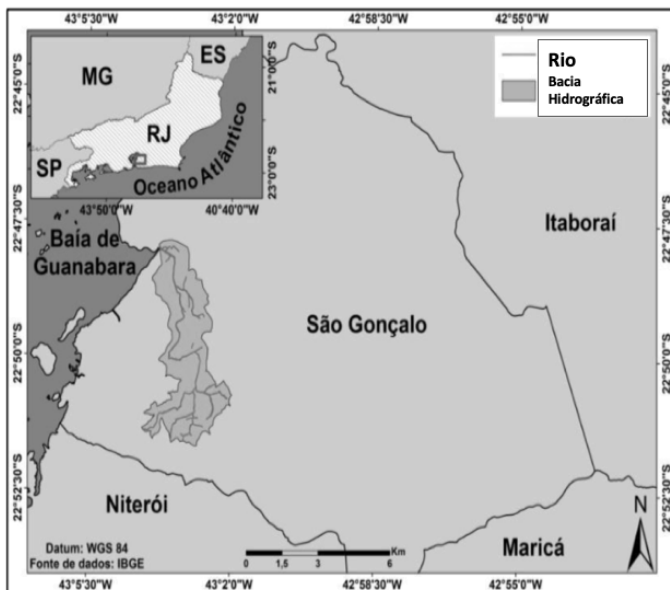 43°5'30"W 43°2'0"W 42°58'30"W 42°55'0"W
Rio
Bacia
Hidrográfica
MG
ES
RJ
SP
Oceano Atlântico
21°0'0"S
23°0'0"S
43°50'0"W 40°40'0"W
22°45'0"S
22°45'0"S
22°47'30"S
22°47'30"S
Baía de
Guanabara
Itaboraí
São Gonçalo
22°50'0"S
22°50'0"S
22°52'30"S
22°52'30"S
Niterói
Maricá
N
Datum: WGS 84
Fonte de dados: IBGE
Km
0 1,5 3 6
43°5'30"W 43°2'0"W 42°58'30"W 42°55'0"W